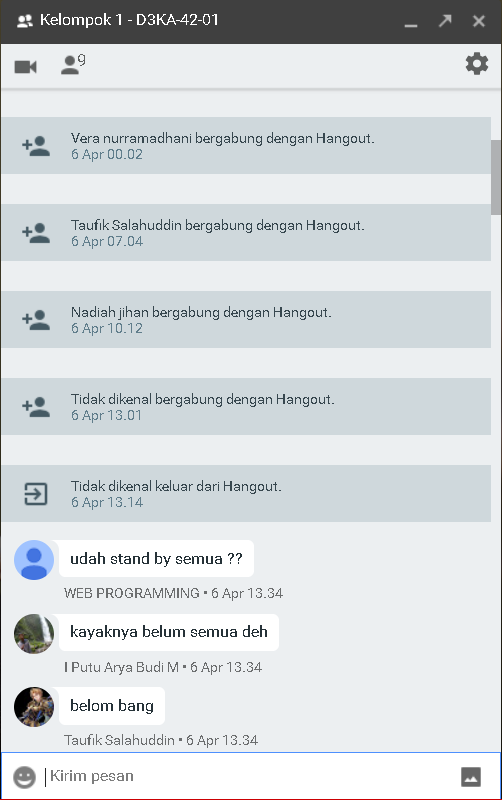 Kelompok 1 - D3KA-42-01
9
Vera nurramadhani bergabung dengan Hangout.
6 Apr 00.02
Taufik Salahuddin bergabung dengan Hangout.
6 Apr 07.04
Nadiah jihan bergabung dengan Hangout.
6 Apr 10.12
Tidak dikenal bergabung dengan Hangout.
6 Apr 13.01
Tidak dikenal keluar dari Hangout.
6 Apr 13.14
udah stand by semua ??
WEB PROGRAMMING • 6 Apr 13.34
kayaknya belum semua deh
I Putu Arya Budi M • 6 Apr 13.34
belom bang
Taufik Salahuddin • 6 Apr 13.34
Kirim pesan